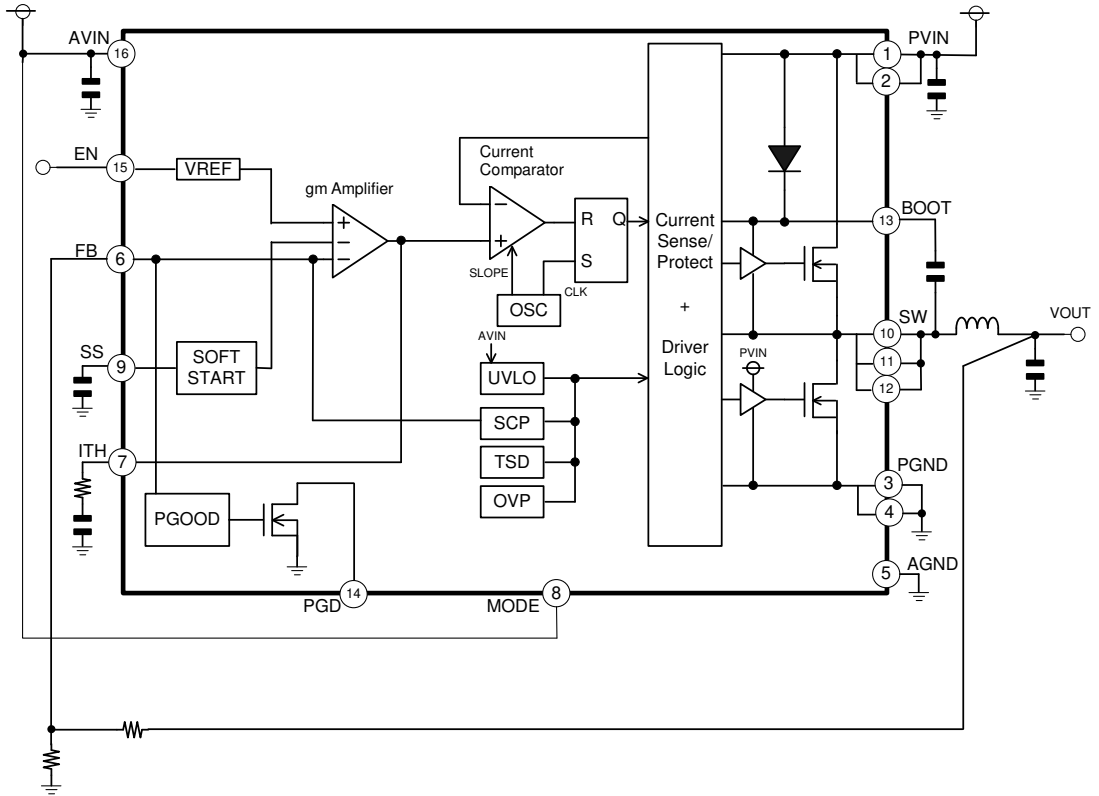 AVIN
16
EN
15
VREF
gm Amplifier
+
−
−
FB
6
SS
9
SOFT
START
ITH
7
PGOOD
PGD
14
MODE
8
Current
Comparator
−
+
SLOPE
OSC
CLK
R
Q
S
AVIN
UVLO
SCP
TSD
OVP
Current
Sense/
Protect
+
Driver
Logic
PVIN
1
PVIN
2
13
BOOT
10
SW
11
12
VOUT
3
PGND
4
5
AGND